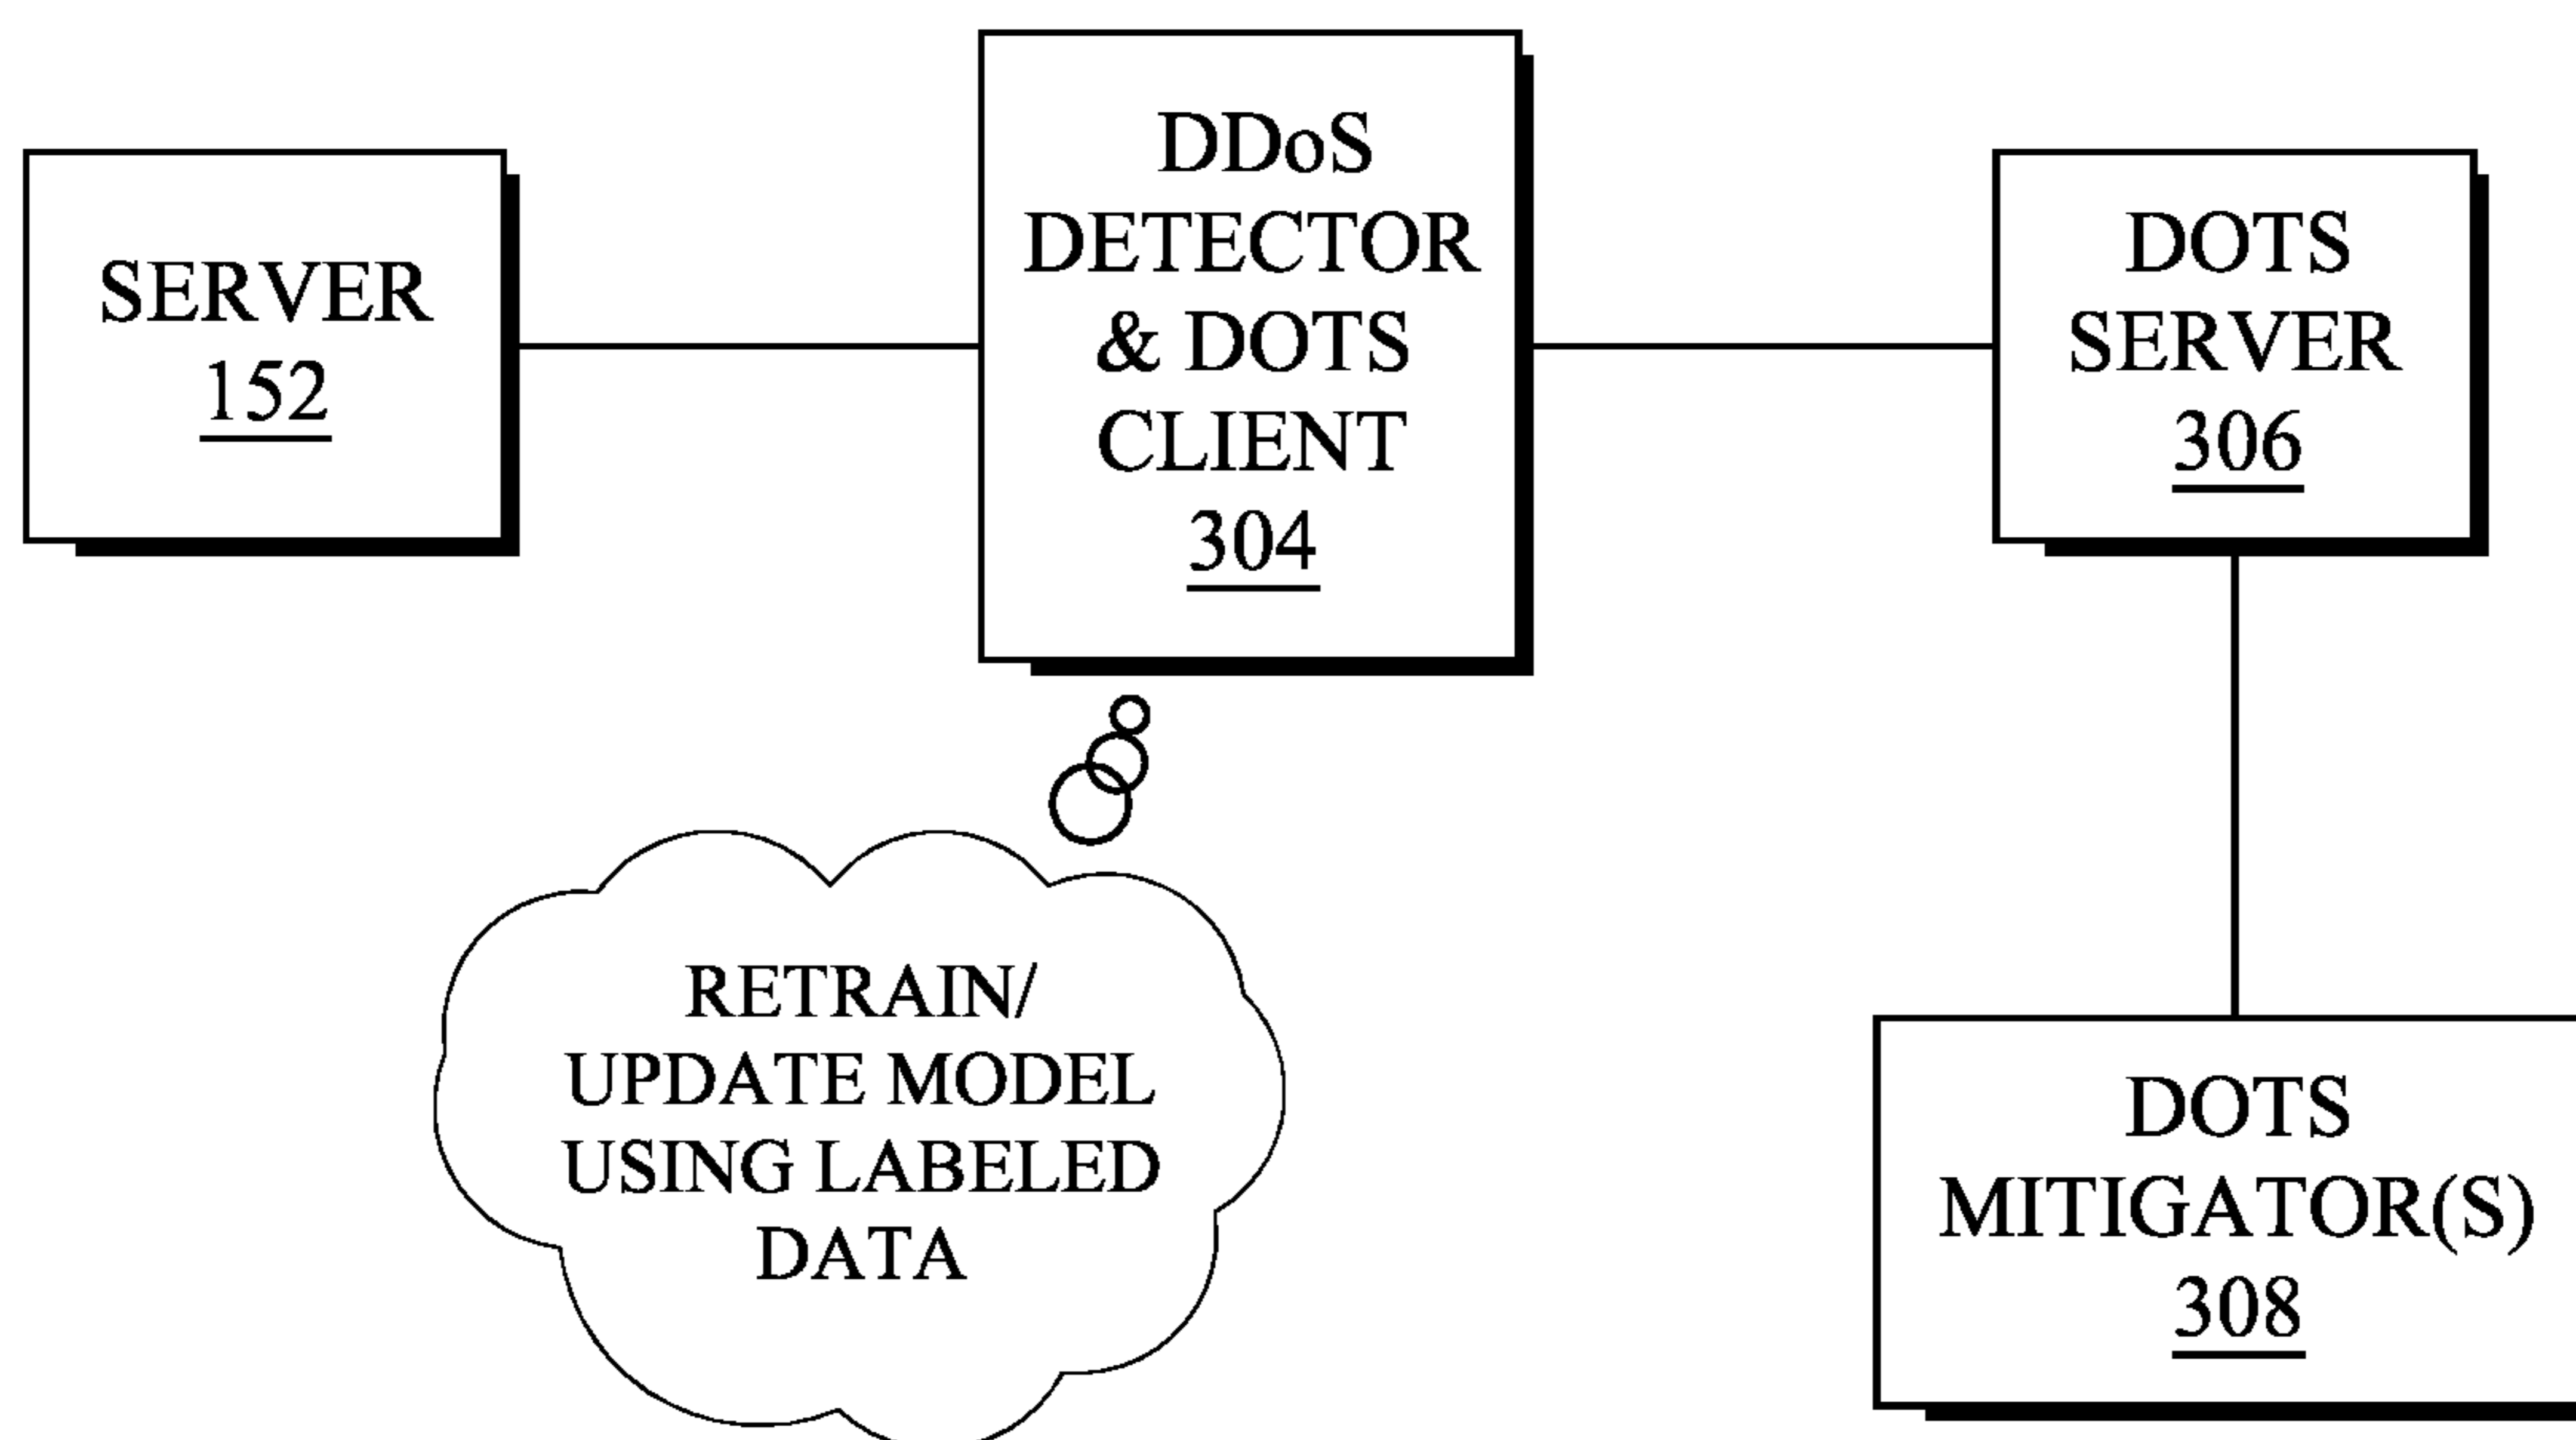 SERVER
152
DDoS
DETECTOR
& DOTS
CLIENT
304
DOTS
SERVER
306
RETRAIN/
UPDATE MODEL
USING LABELED
DATA
DOTS
MITIGATOR(S)
308